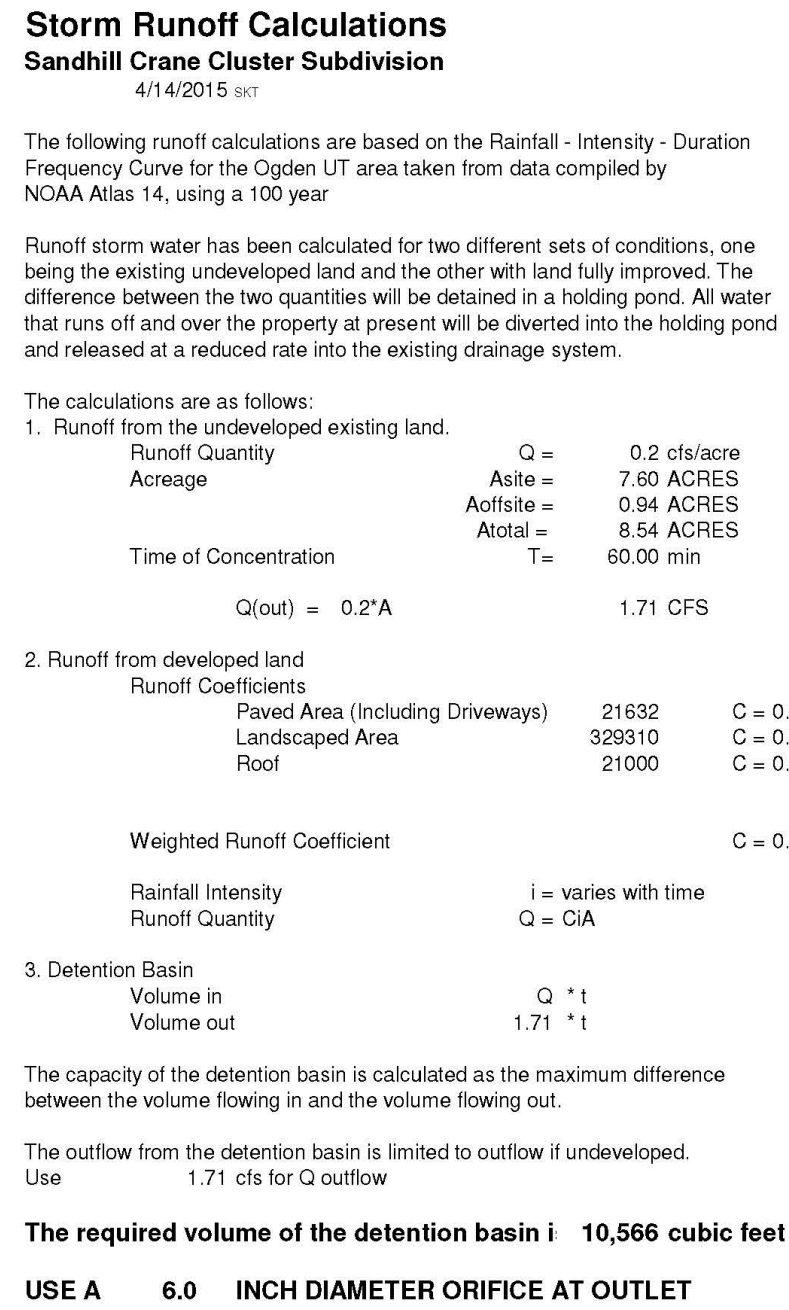 Storm Runoff Calculations
Sandhill Crane Cluster Subdivision
4/14/2015 SKT
The following runoff calculations are based on the Rainfall - Intensity - Duration
Frequency Curve for the Ogden UT area taken from data compiled by
NOAA Atlas 14, using a 100 year
Runoff storm water has been calculated for two different sets of conditions, one
being the existing undeveloped land and the other with land fully improved. The
difference between the two quantities will be detained in a holding pond. All water
that runs off and over the property at present will be diverted into the holding pond
and released at a reduced rate into the existing drainage system.
The calculations are as follows:
1. Runoff from the undeveloped existing land.
Runoff Quantity Q = 0.2 cfs/acre
Acreage Asite = 7.60 ACRES
Aoffsite = 0.94 ACRES
Atotal = 8.54 ACRES
Time of Concentration T= 60.00 min
Q(out) = 0.2*A 1.71 CFS
2. Runoff from developed land
Runoff Coefficients
Paved Area (Including Driveways) 21632 C = 0.
Landscaped Area 329310 C = 0.
Roof 21000 C = 0.
Weighted Runoff Coefficient C = 0.
Rainfall Intensity i = varies with time
Runoff Quantity Q = CiA
3. Detention Basin
Volume in Q * t
Volume out 1.71 * t
The capacity of the detention basin is calculated as the maximum difference
between the volume flowing in and the volume flowing out.
The outflow from the detention basin is limited to outflow if undeveloped.
Use 1.71 cfs for Q outflow
The required volume of the detention basin i 10,566 cubic feet
USE A 6.0 INCH DIAMETER ORIFICE AT OUTLET